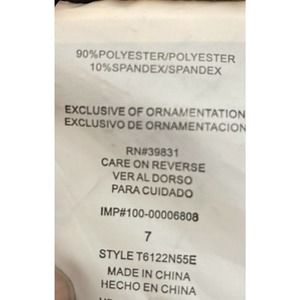 90%POLYESTER/POLYESTER
10%SPANDEX/SPANDEX
EXCLUSIVE OF ORNAMENTATION
EXCLUSIVO DE ORNAMENTACION
RN#39831
CARE ON REVERSE
VER AL DORSO
PARA CUIDADO
IMP#100-00006808
7
STYLE T6122N55E
MADE IN CHINA
HECHO EN CHINA